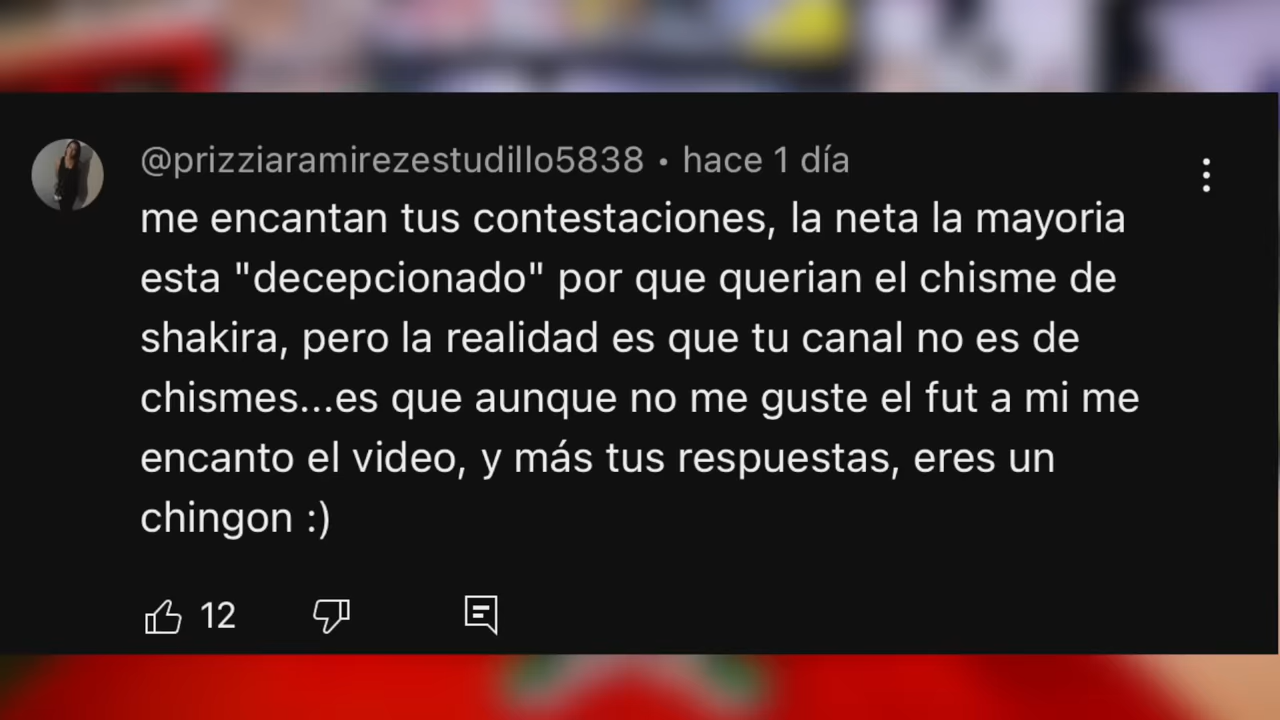 @prizziaramirezestudillo5838 • hace 1 día
me encantan tus contestaciones, la neta la mayoria
esta "decepcionado" por que querian el chisme de
shakira, pero la realidad es que tu canal no es de
chismes...es que aunque no me guste el fut a mi me
encanto el video, y más tus respuestas, eres un
chingon :)
12